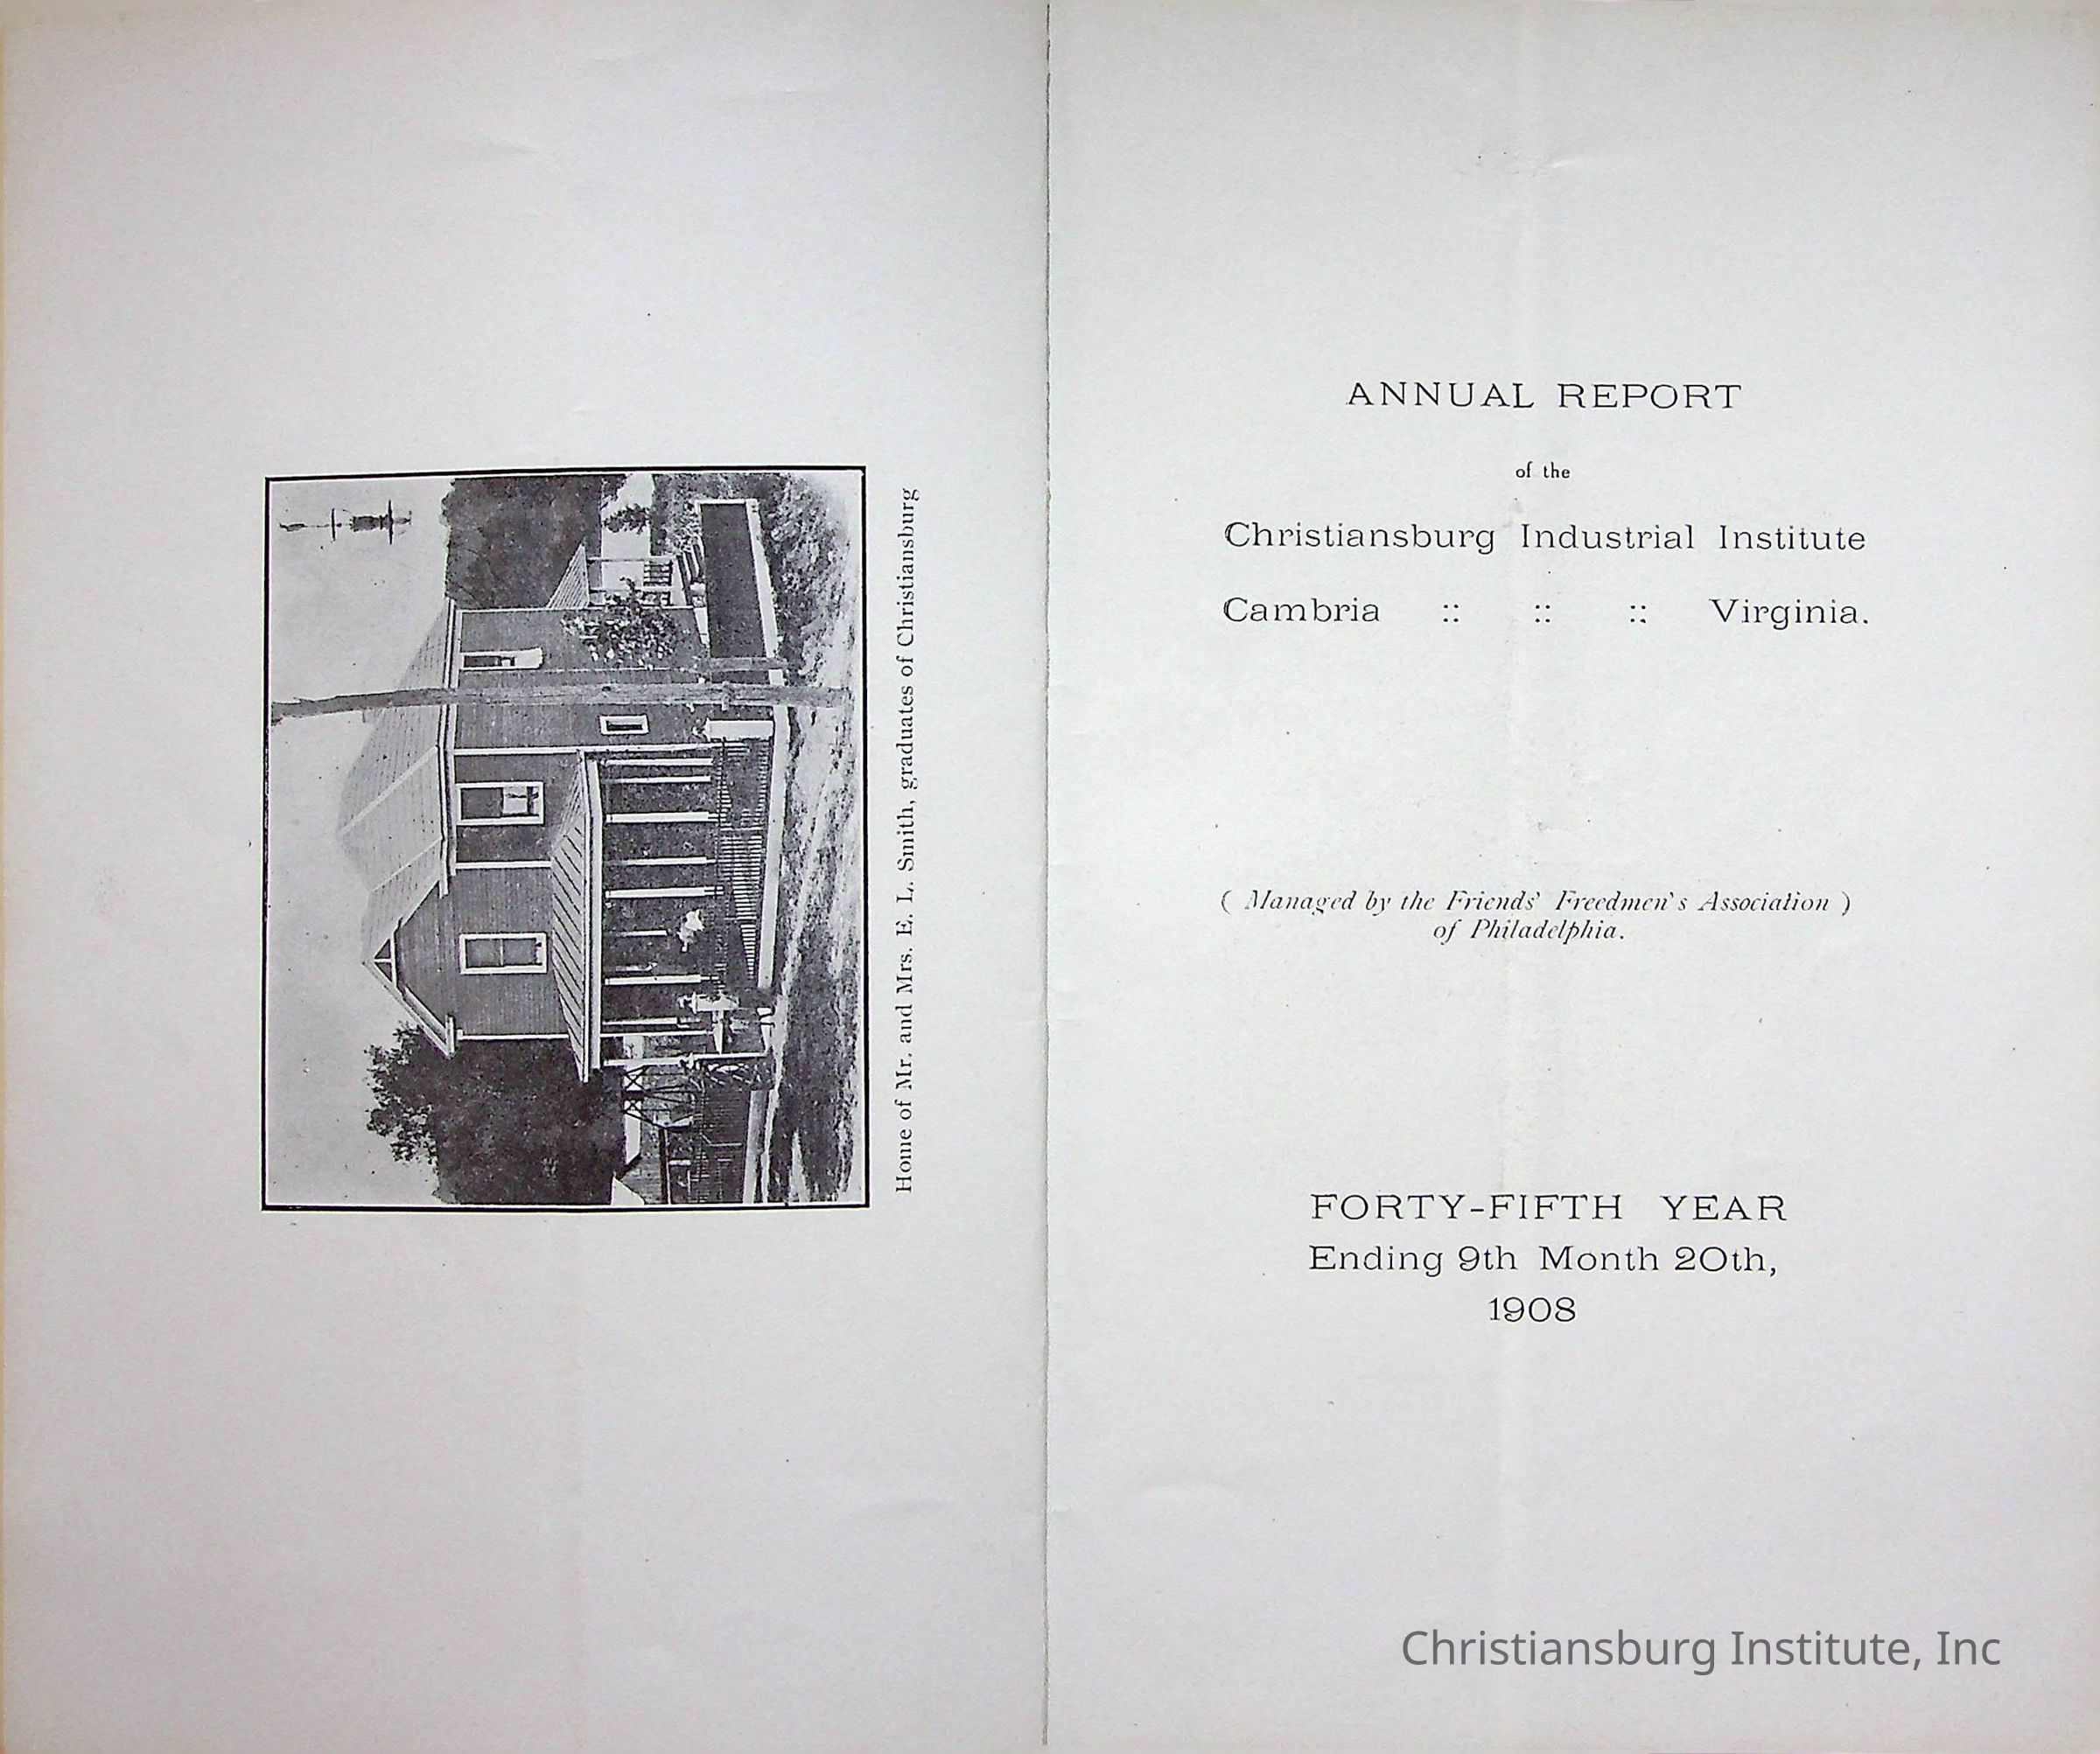 Home of Mr. and Mrs. E. L. Smith, graduates of Christiansburg
ANNUAL REPORT
of the
Christiansburg Industrial Institute
Cambria :: :: :: Virginia.
( Managed by the Friends' Freedmen's Association )
of Philadelphia.
FORTY-FIFTH YEAR
Ending 9th Month 20th,
1908
Christiansburg Institute, Inc